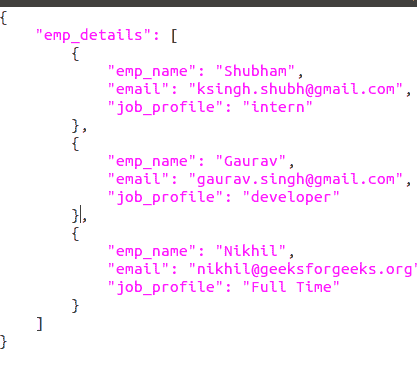 {
    "emp_details": [
        {
            "emp_name": "Shubham",
            "email": "ksingh.shubh@gmail.com",
            "job_profile": "intern"
        },
        {
            "emp_name": "Gaurav",
            "email": "gaurav.singh@gmail.com",
            "job_profile": "developer"
        },
        {
            "emp_name": "Nikhil",
            "email": "nikhil@geeksforgeeks.org"
            "job_profile": "Full Time"
        }
    ]
}